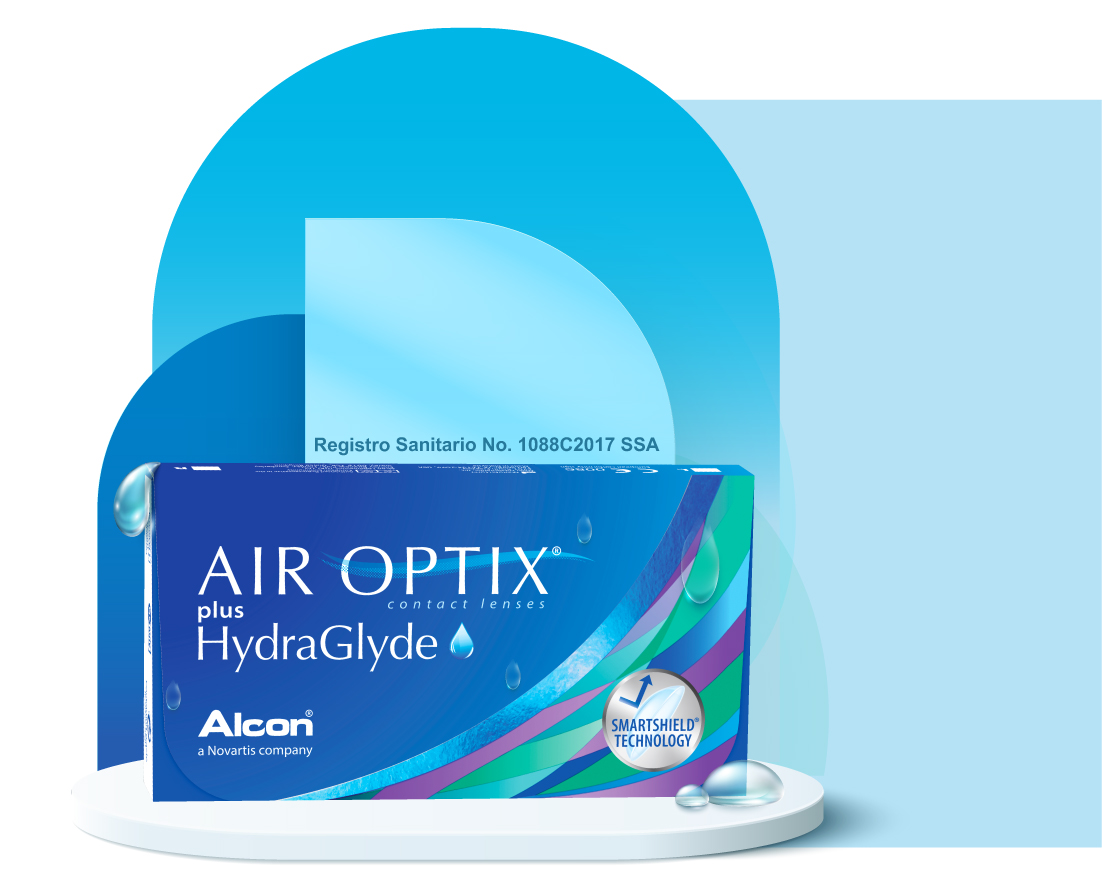 Registro Sanitario No. 1088C2017 SSA
AIR OPTIX®
contact lenses
plus
HydraGlyde
Alcon®
a Novartis company
SMARTSHIELD®
TECHNOLOGY